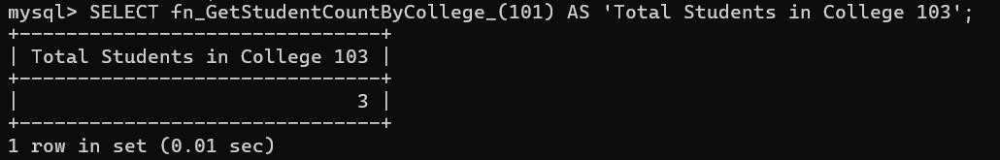 mysql> SELECT fn_GetStudentCountByCollege_(101) AS 'Total Students in College 103';
+-------------------------------+
| Total Students in College 103 |
+-------------------------------+
|                             3 |
+-------------------------------+
1 row in set (0.01 sec)